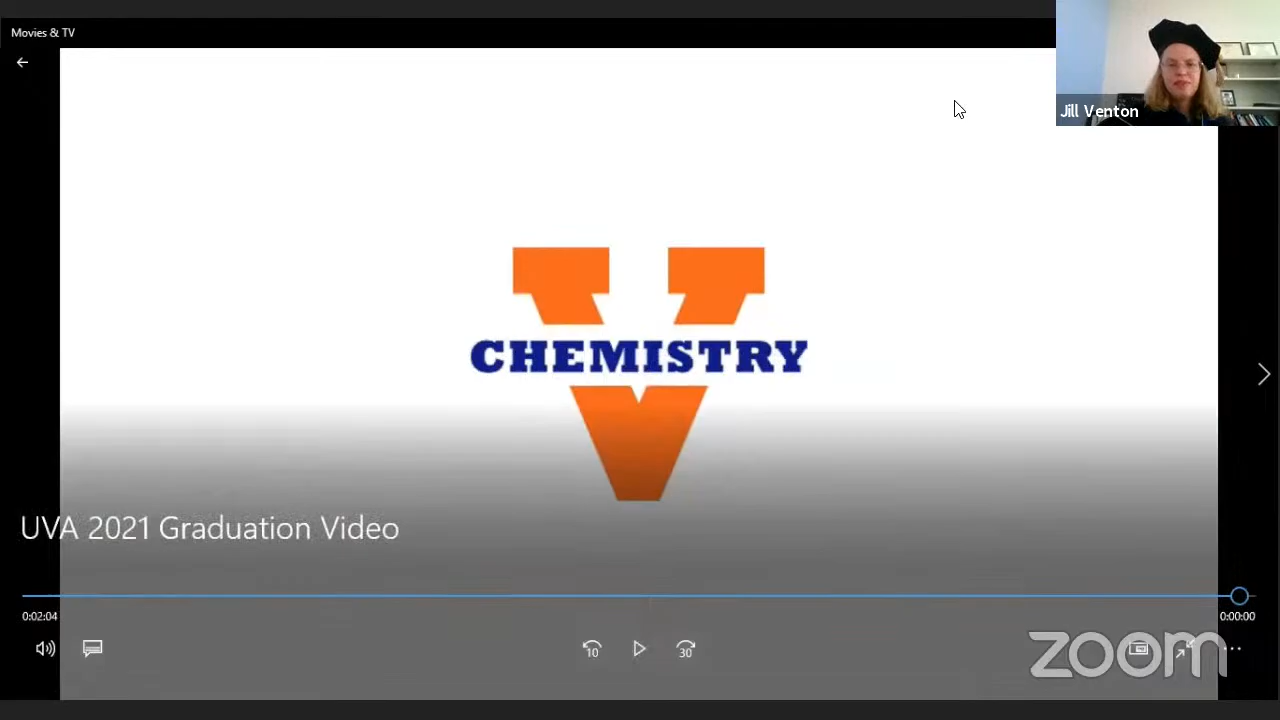 Movies & TV
Jill Venton
CHEMISTRY
UVA 2021 Graduation Video
0:02:04
0:00:00
10
30
zoom